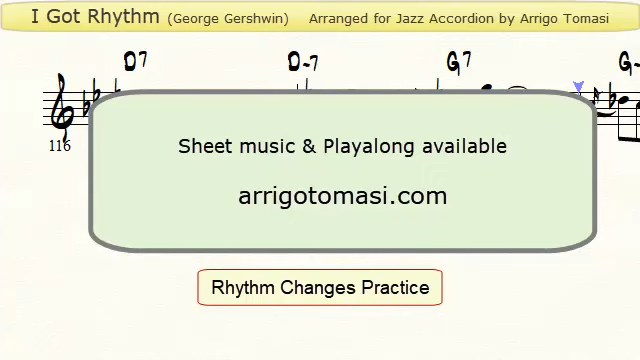 I Got Rhythm (George Gershwin) Arranged for Jazz Accordion by Arrigo Tomasi
D7 D-7 G7 G-
116
Sheet music & Playalong available
arrigotomasi.com
Rhythm Changes Practice